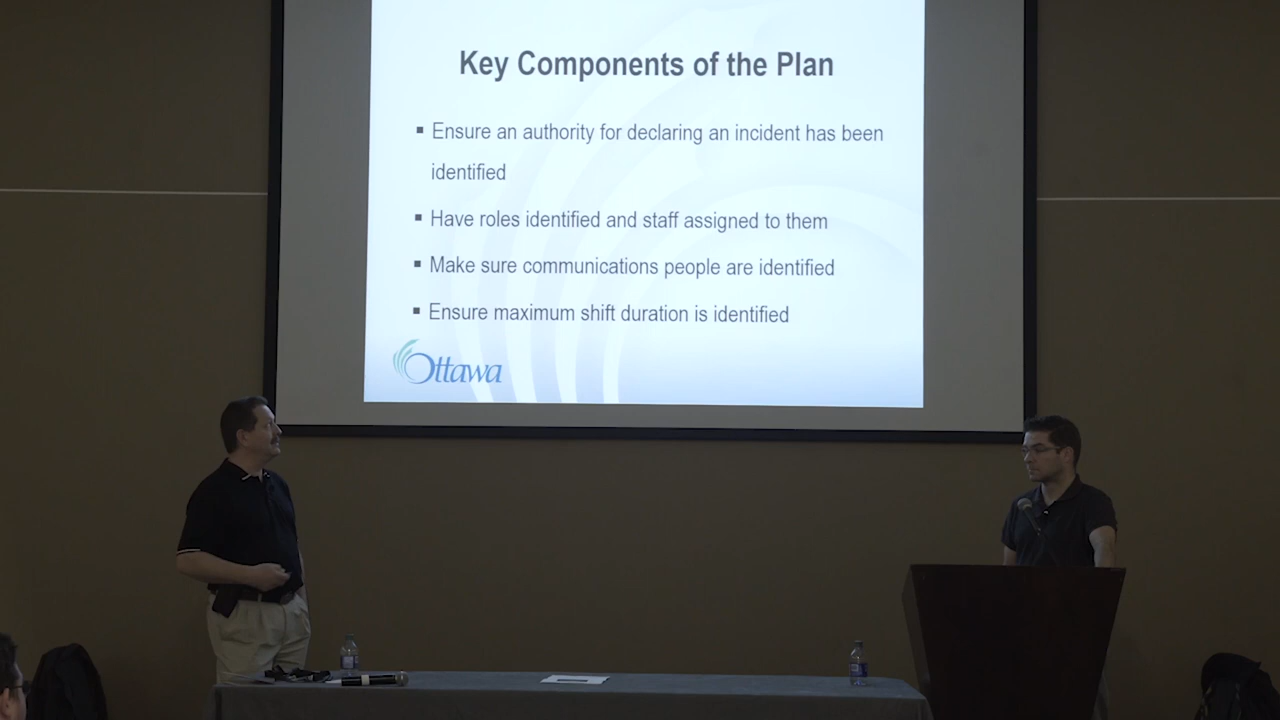 Key Components of the Plan
▪ Ensure an authority for declaring an incident has been
identified
▪ Have roles identified and staff assigned to them
▪ Make sure communications people are identified
▪ Ensure maximum shift duration is identified
Ottawa